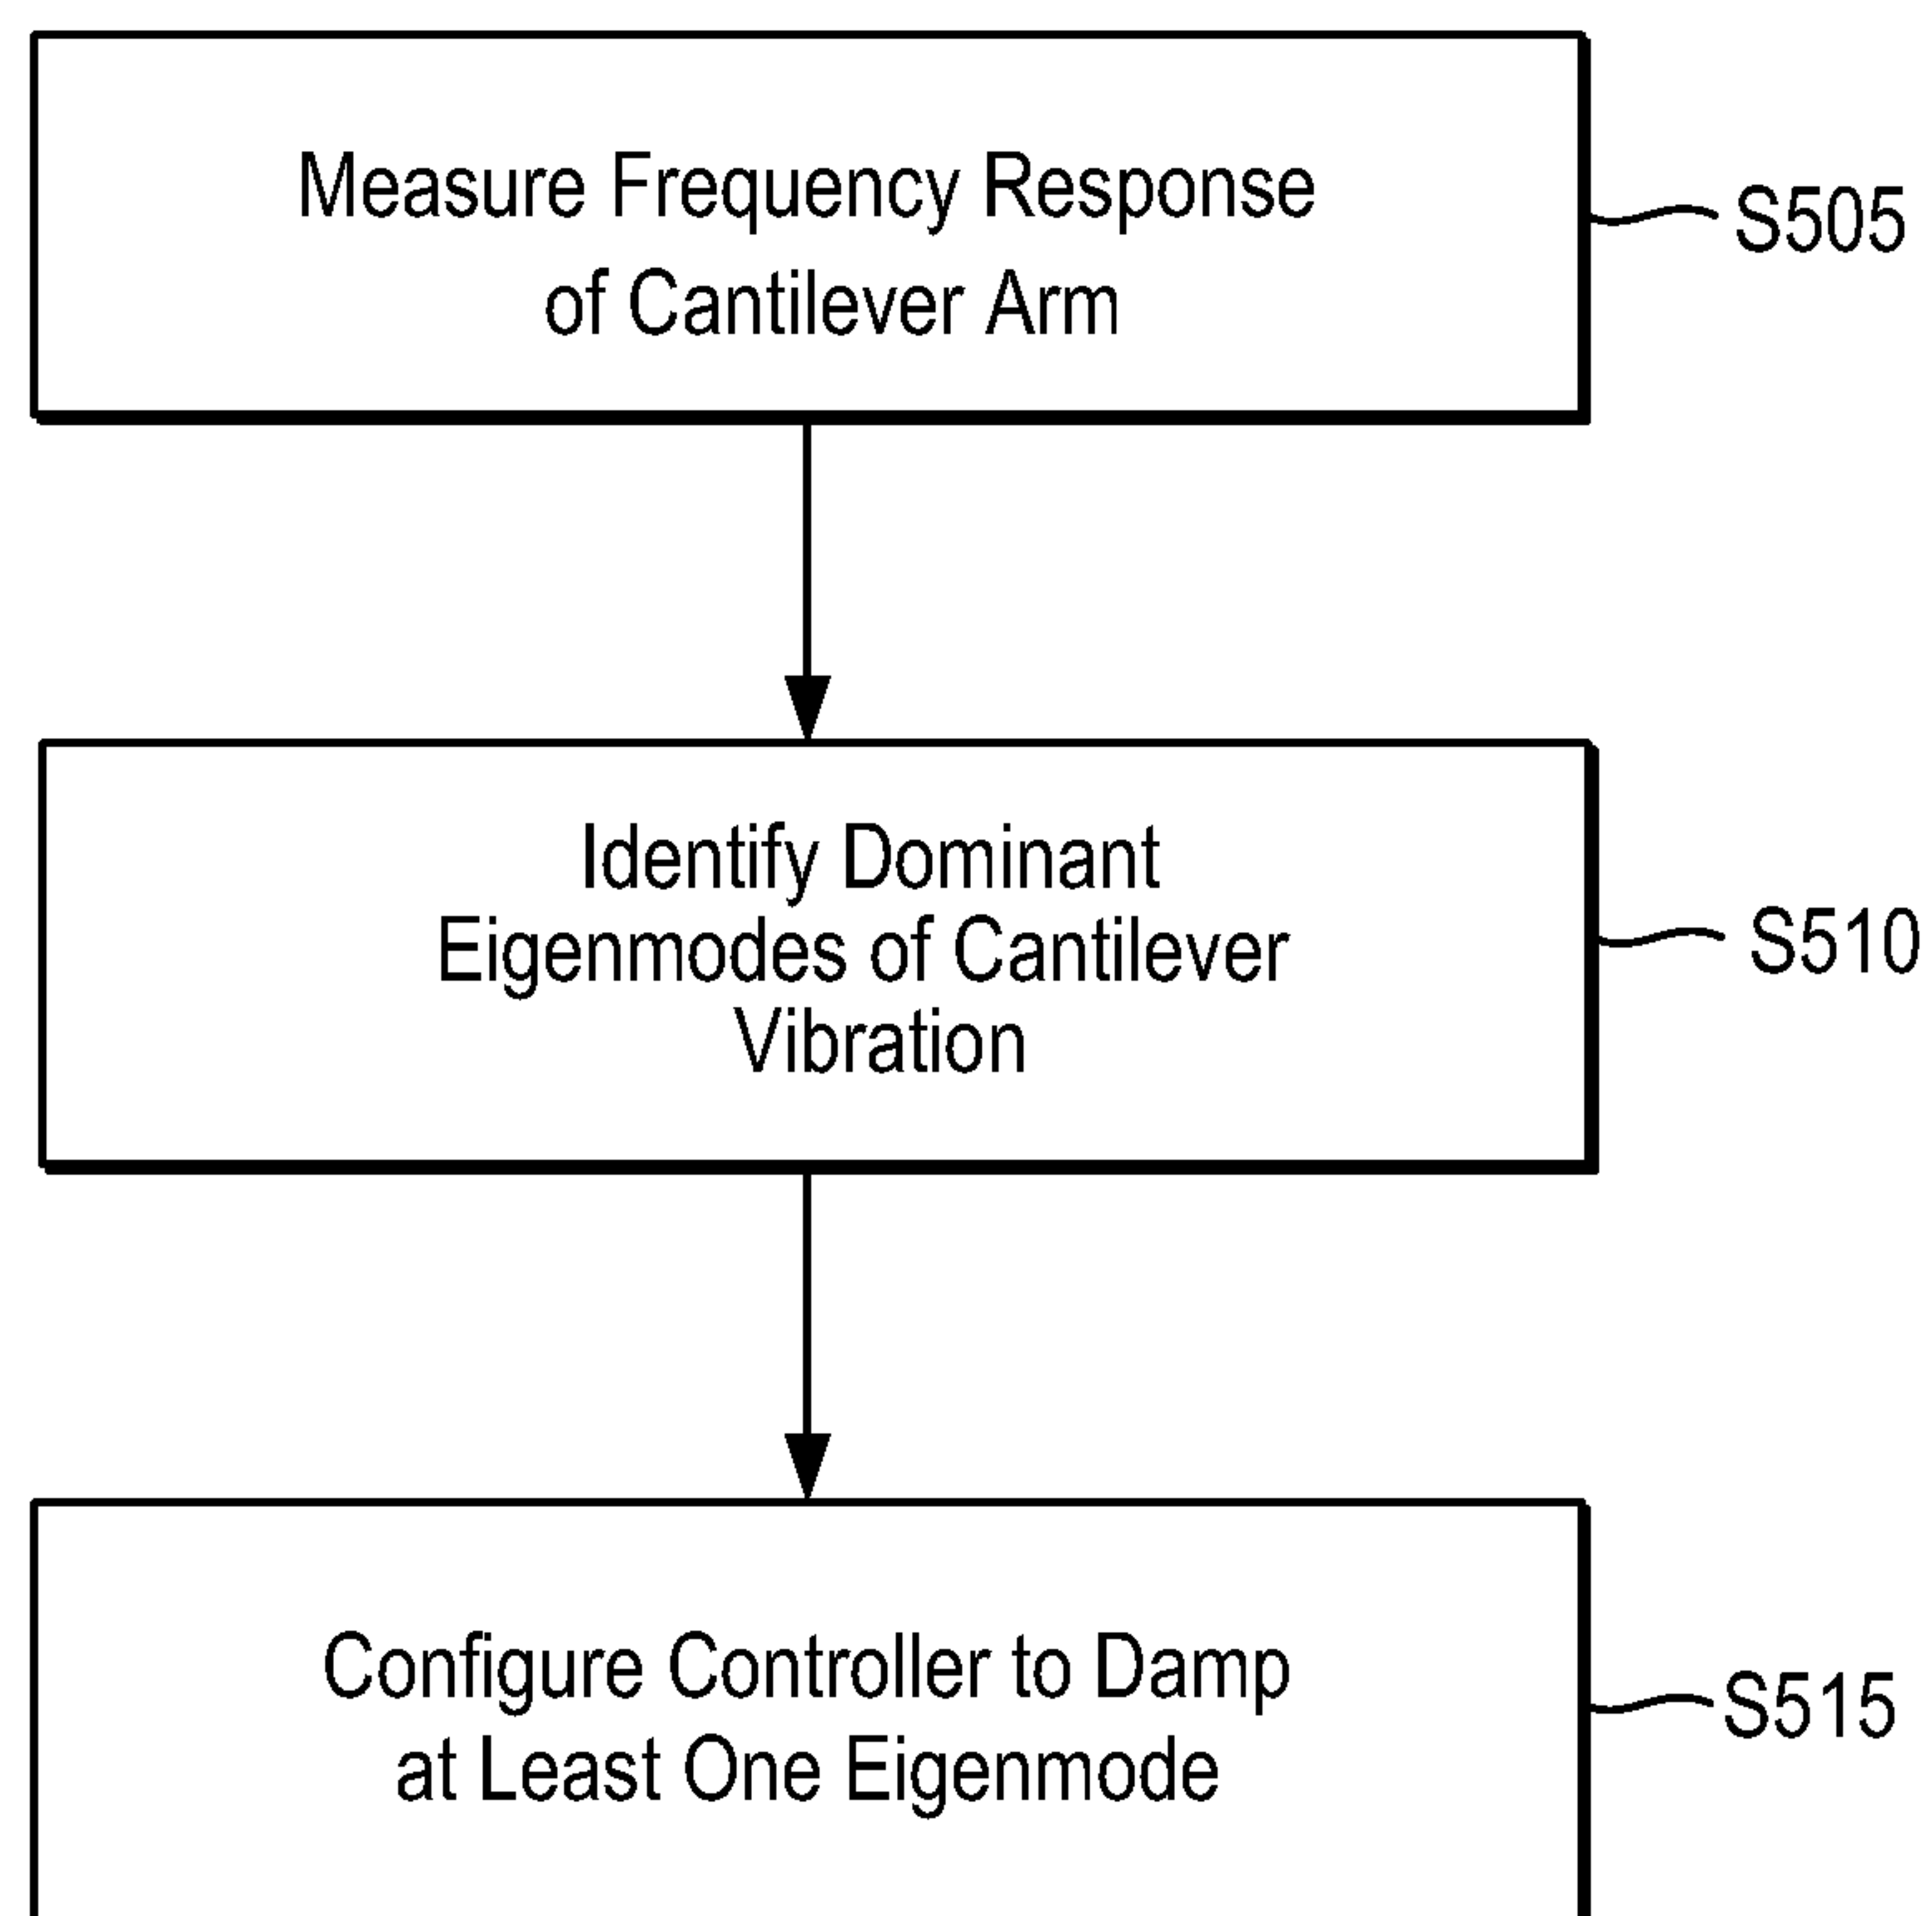 Measure Frequency Response
of Cantilever Arm
S505
Identify Dominant
Eigenmodes of Cantilever
Vibration
S510
Configure Controller to Damp
at Least One Eigenmode
S515